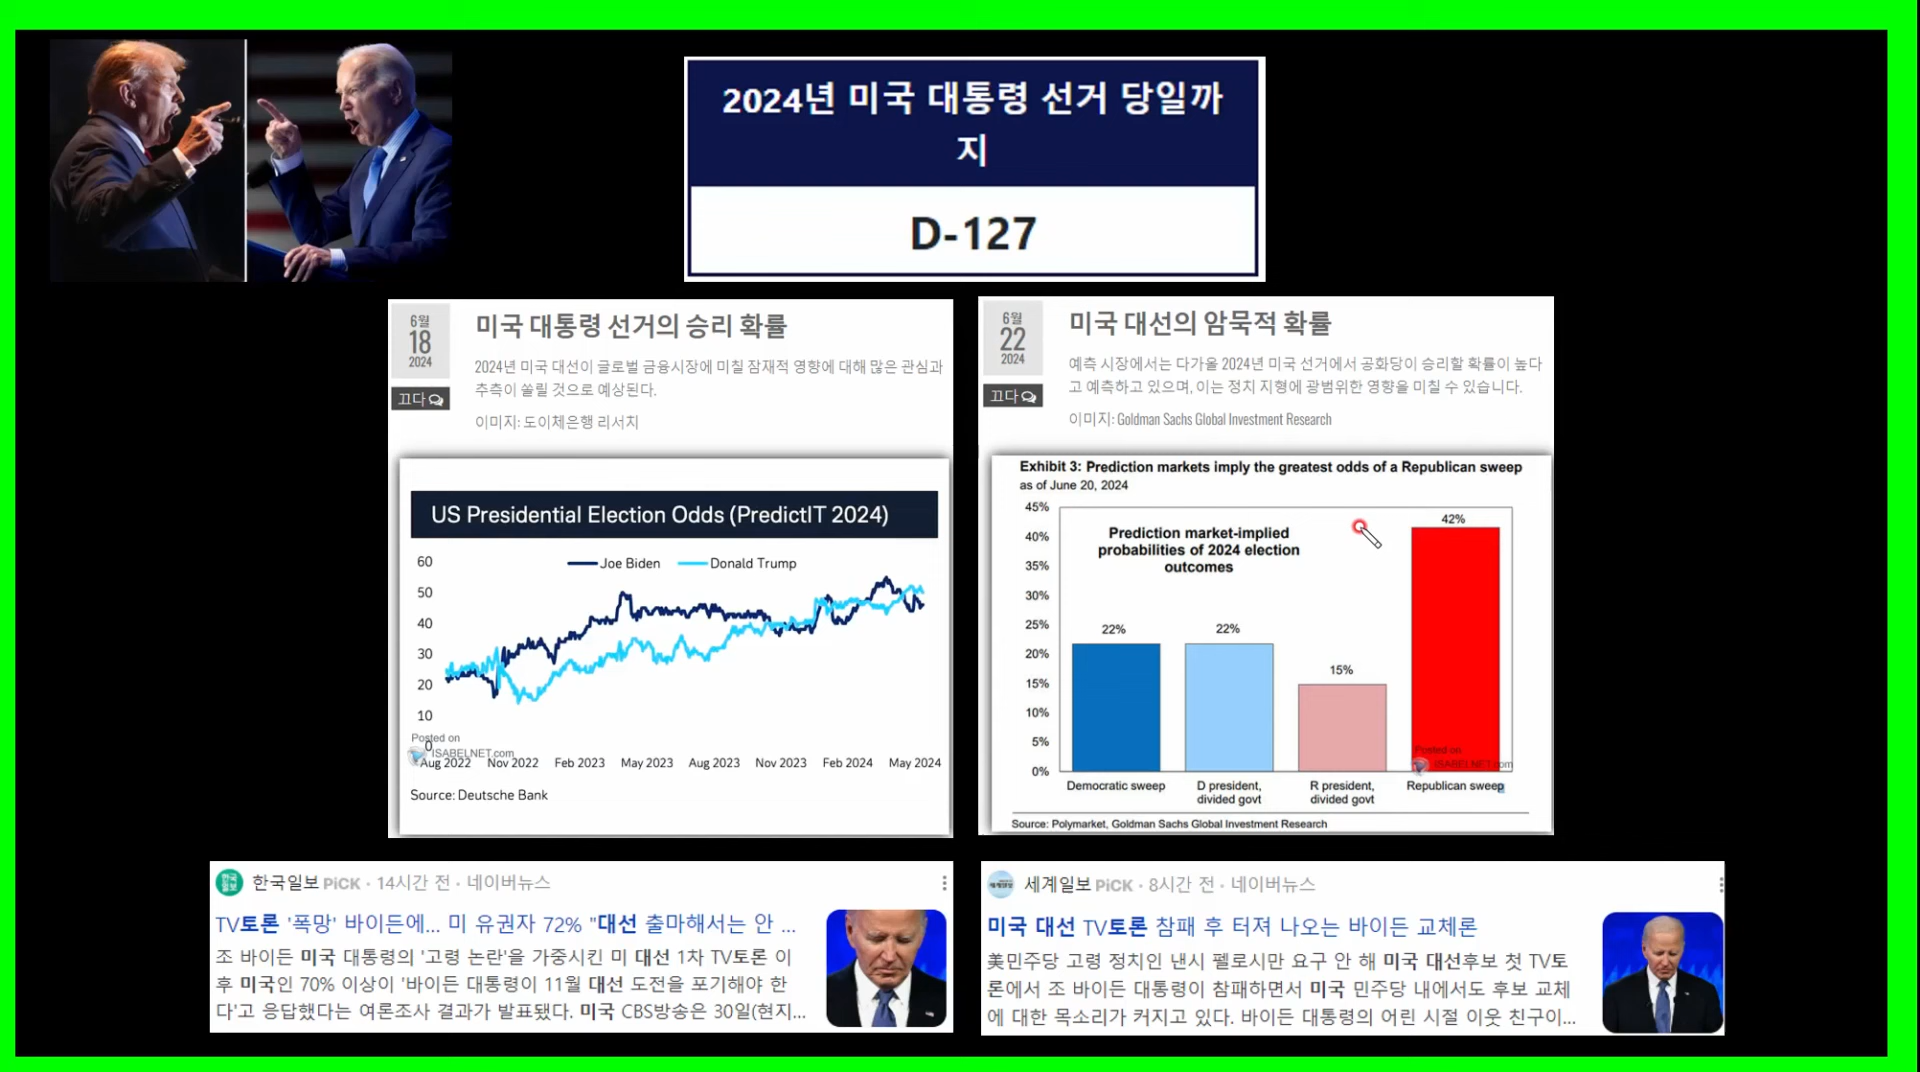 2024년 미국 대통령 선거 당일까
지
D-127
6월
18
2024
끄다
미국 대통령 선거의 승리 확률
2024년 미국 대선이 글로벌 금융시장에 미칠 잠재적 영향에 대해 많은 관심과
추측이 쏠릴 것으로 예상된다.
이미지: 도이체은행 리서치
US Presidential Election Odds (PredictIT 2024)
Joe Biden
Donald Trump
60
50
40
30
20
10
0
Posted on
ISABELNET.com
Aug 2022 Nov 2022 Feb 2023 May 2023 Aug 2023 Nov 2023 Feb 2024 May 2024
Source: Deutsche Bank
6월
22
2024
끄다
미국 대선의 암묵적 확률
예측 시장에서는 다가올 2024년 미국 선거에서 공화당이 승리할 확률이 높다
고 예측하고 있으며, 이는 정치 지형에 광범위한 영향을 미칠 수 있습니다.
이미지: Goldman Sachs Global Investment Research
Exhibit 3: Prediction markets imply the greatest odds of a Republican sweep
as of June 20, 2024
Prediction market-implied
probabilities of 2024 election
outcomes
45%
40%
35%
30%
25%
20%
15%
10%
5%
0%
22%
22%
15%
42%
Posted on
ISABELNET.com
Democratic sweep
D president,
divided govt
R president,
divided govt
Republican sweep
Source: Polymarket, Goldman Sachs Global Investment Research
한국일보 PiCK · 14시간 전 · 네이버뉴스
TV토론 '폭망' 바이든에... 미 유권자 72% "대선 출마해서는 안 ...
조 바이든 미국 대통령의 '고령 논란'을 가중시킨 미 대선 1차 TV토론 이
후 미국인 70% 이상이 '바이든 대통령이 11월 대선 도전을 포기해야 한
다'고 응답했다는 여론조사 결과가 발표됐다. 미국 CBS방송은 30일(현지...
세계일보 PiCK · 8시간 전 · 네이버뉴스
미국 대선 TV토론 참패 후 터져 나오는 바이든 교체론
美민주당 고령 정치인 낸시 펠로시만 요구 안 해 미국 대선후보 첫 TV토
론에서 조 바이든 대통령이 참패하면서 미국 민주당 내에서도 후보 교체
에 대한 목소리가 커지고 있다. 바이든 대통령의 어린 시절 이웃 친구이...